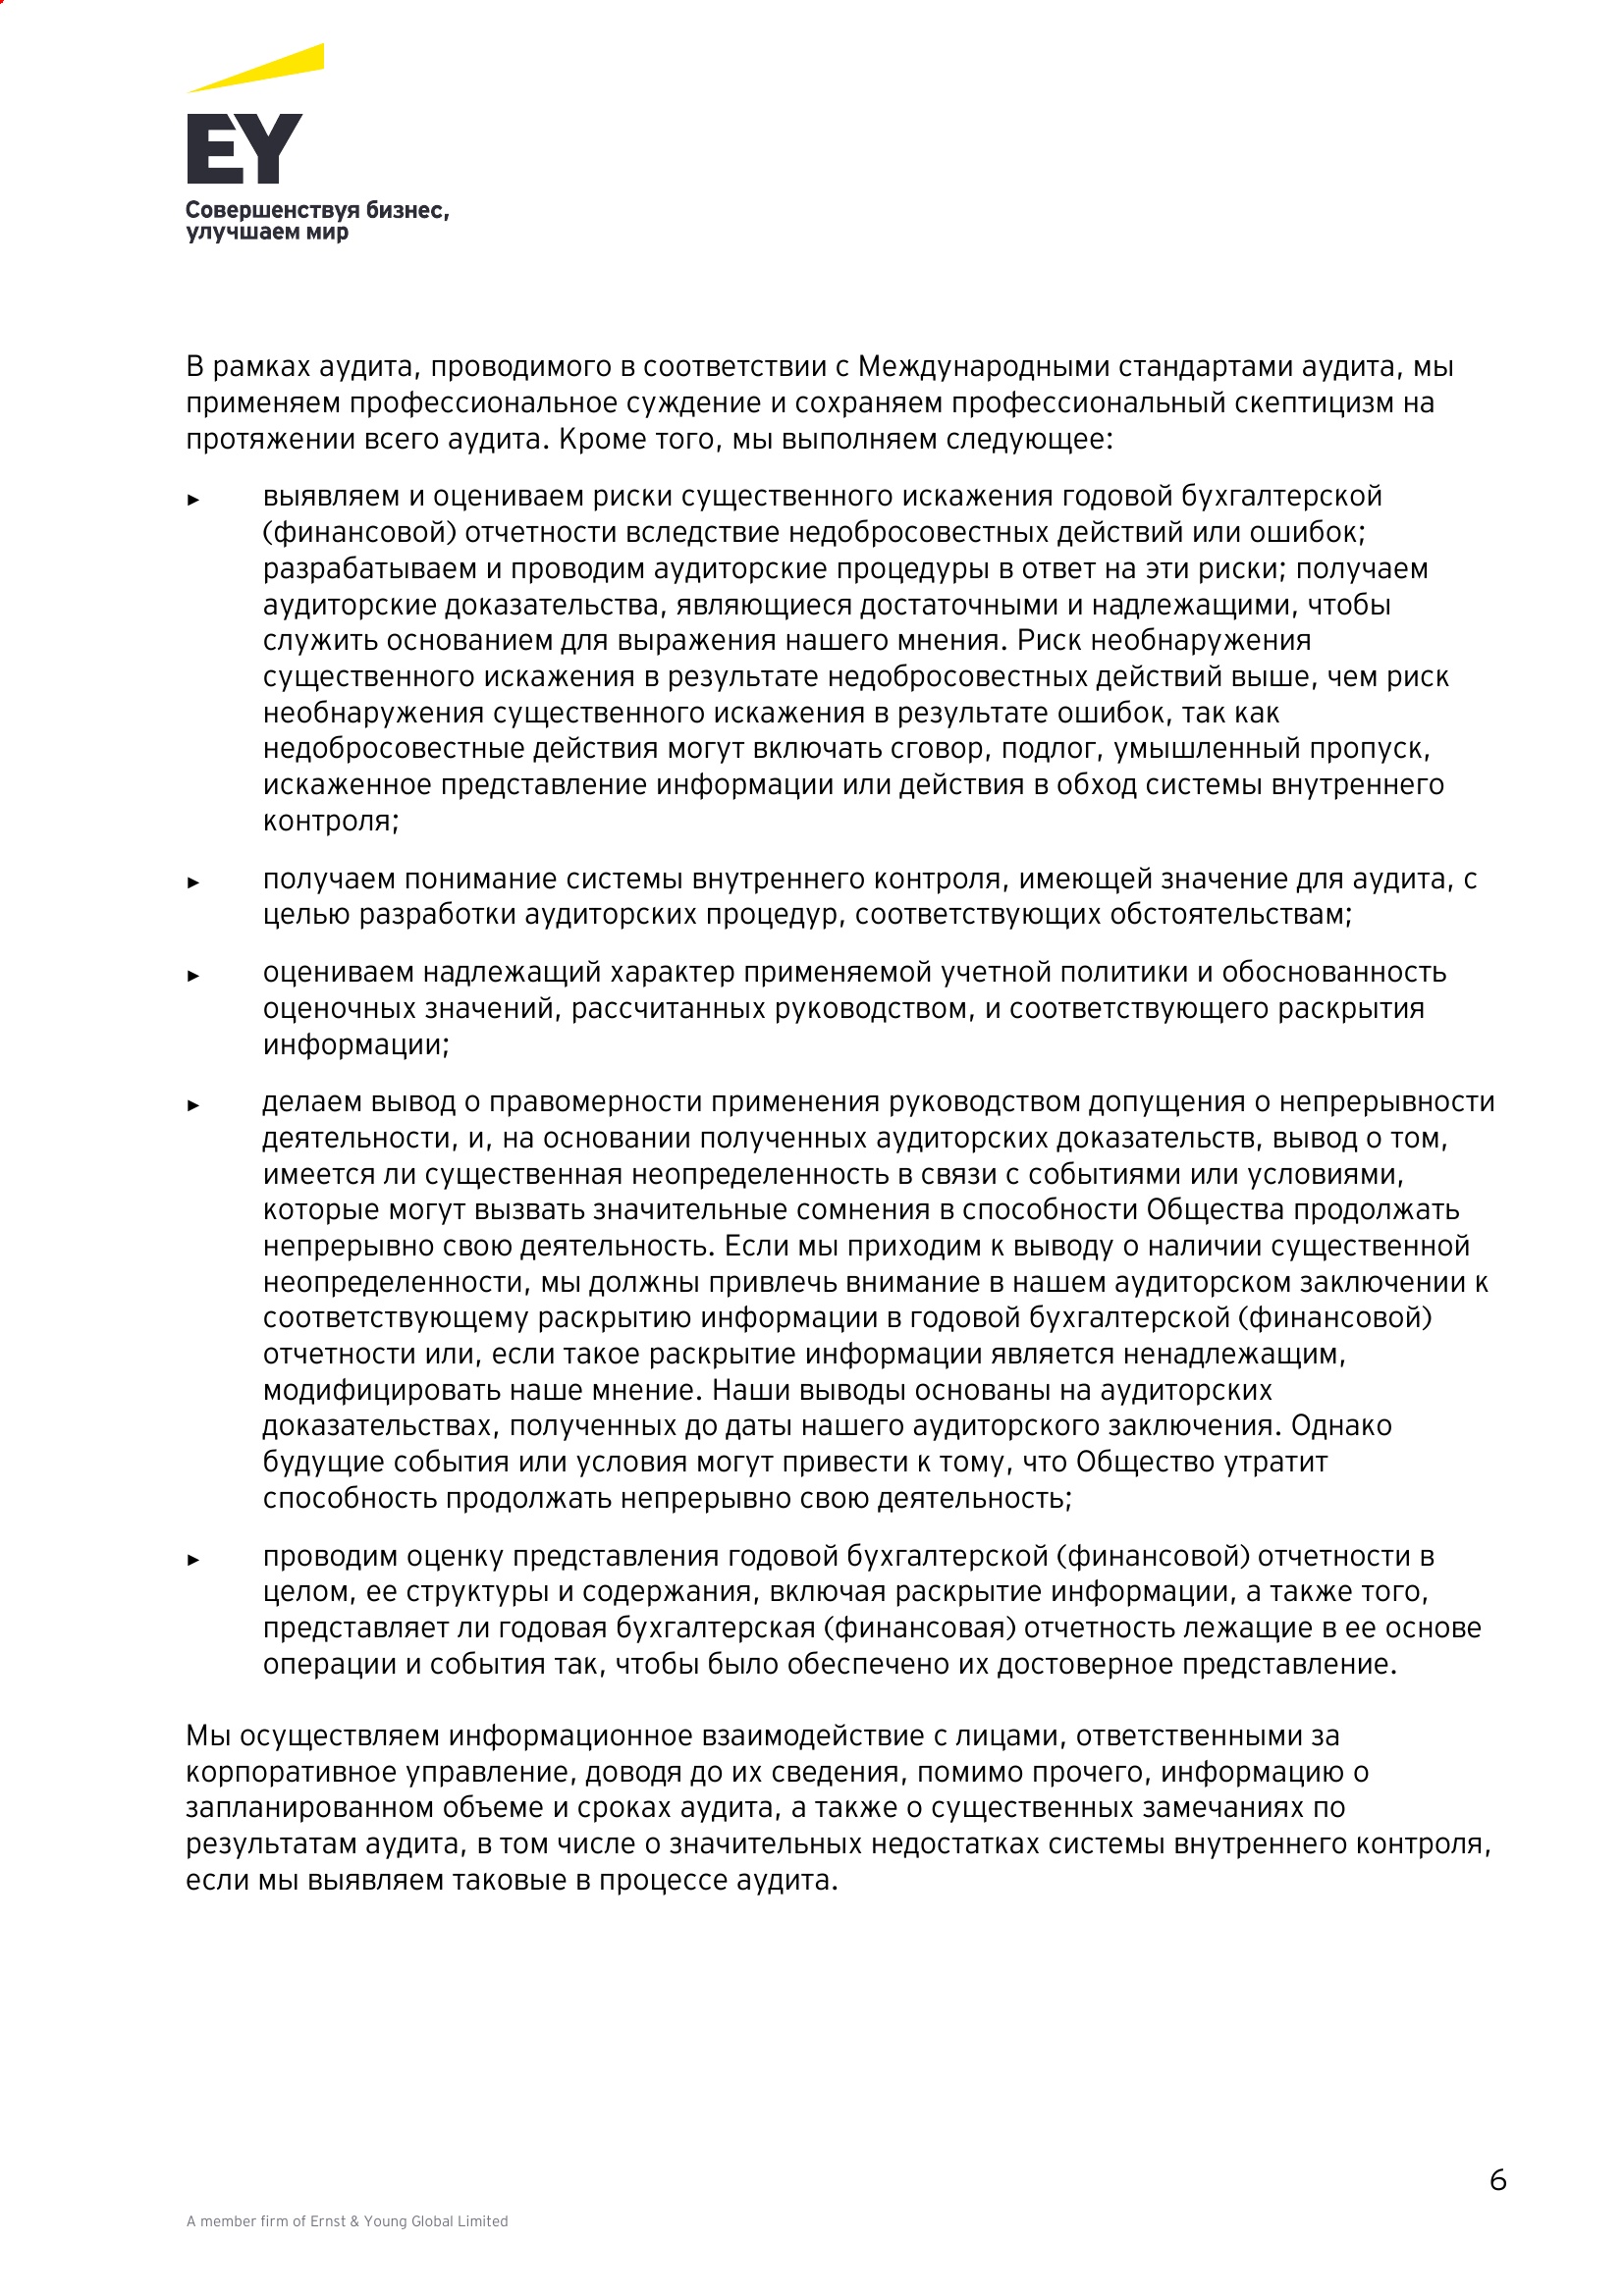 EY
Совершенствуя бизнес,
улучшаем мир
В рамках аудита, проводимого в соответствии с Международными стандартами аудита, мы
применяем профессиональное суждение и сохраняем профессиональный скептицизм на
протяжении всего аудита. Кроме того, мы выполняем следующее:
► выявляем и оцениваем риски существенного искажения годовой бухгалтерской
(финансовой) отчетности вследствие недобросовестных действий или ошибок;
разрабатываем и проводим аудиторские процедуры в ответ на эти риски; получаем
аудиторские доказательства, являющиеся достаточными и надлежащими, чтобы
служить основанием для выражения нашего мнения. Риск необнаружения
существенного искажения в результате недобросовестных действий выше, чем риск
необнаружения существенного искажения в результате ошибок, так как
недобросовестные действия могут включать сговор, подлог, умышленный пропуск,
искаженное представление информации или действия в обход системы внутреннего
контроля;
► получаем понимание системы внутреннего контроля, имеющей значение для аудита, с
целью разработки аудиторских процедур, соответствующих обстоятельствам;
► оцениваем надлежащий характер применяемой учетной политики и обоснованность
оценочных значений, рассчитанных руководством, и соответствующего раскрытия
информации;
► делаем вывод о правомерности применения руководством допущения о непрерывности
деятельности, и, на основании полученных аудиторских доказательств, вывод о том,
имеется ли существенная неопределенность в связи с событиями или условиями,
которые могут вызвать значительные сомнения в способности Общества продолжать
непрерывно свою деятельность. Если мы приходим к выводу о наличии существенной
неопределенности, мы должны привлечь внимание в нашем аудиторском заключении к
соответствующему раскрытию информации в годовой бухгалтерской (финансовой)
отчетности или, если такое раскрытие информации является ненадлежащим,
модифицировать наше мнение. Наши выводы основаны на аудиторских
доказательствах, полученных до даты нашего аудиторского заключения. Однако
будущие события или условия могут привести к тому, что Общество утратит
способность продолжать непрерывно свою деятельность;
► проводим оценку представления годовой бухгалтерской (финансовой) отчетности в
целом, ее структуры и содержания, включая раскрытие информации, а также того,
представляет ли годовая бухгалтерская (финансовая) отчетность лежащие в ее основе
операции и события так, чтобы было обеспечено их достоверное представление.
Мы осуществляем информационное взаимодействие с лицами, ответственными за
корпоративное управление, доводя до их сведения, помимо прочего, информацию о
запланированном объеме и сроках аудита, а также о существенных замечаниях по
результатам аудита, в том числе о значительных недостатках системы внутреннего контроля,
если мы выявляем таковые в процессе аудита.
6
A member firm of Ernst & Young Global Limited